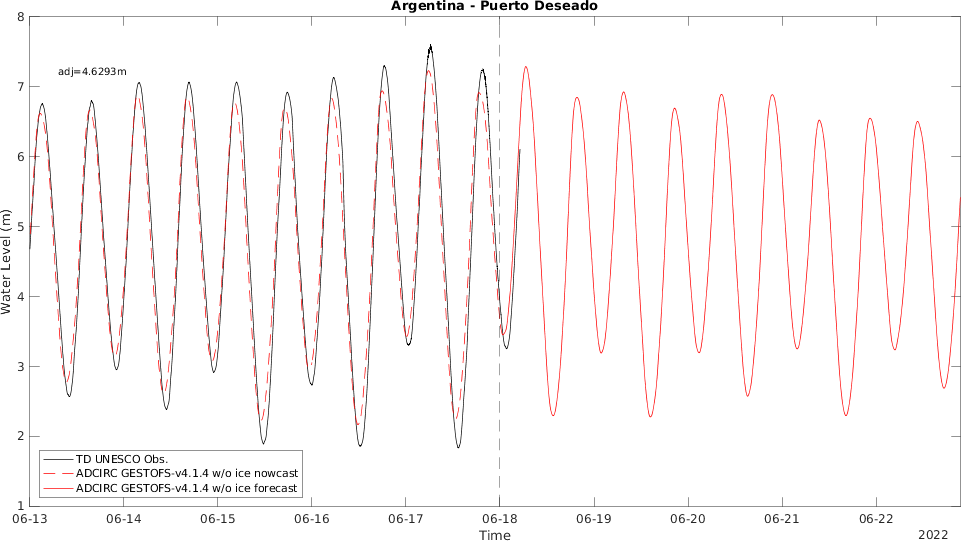 Argentina - Puerto Deseado
8
7
6
5
4
3
2
1
Water Level (m)
adj=4.6293m
TD UNESCO Obs.
ADCIRC GESTOFS-v4.1.4 w/o ice nowcast
ADCIRC GESTOFS-v4.1.4 w/o ice forecast
06-13 06-14 06-15 06-16 06-17 06-18 06-19 06-20 06-21 06-22
Time
2022